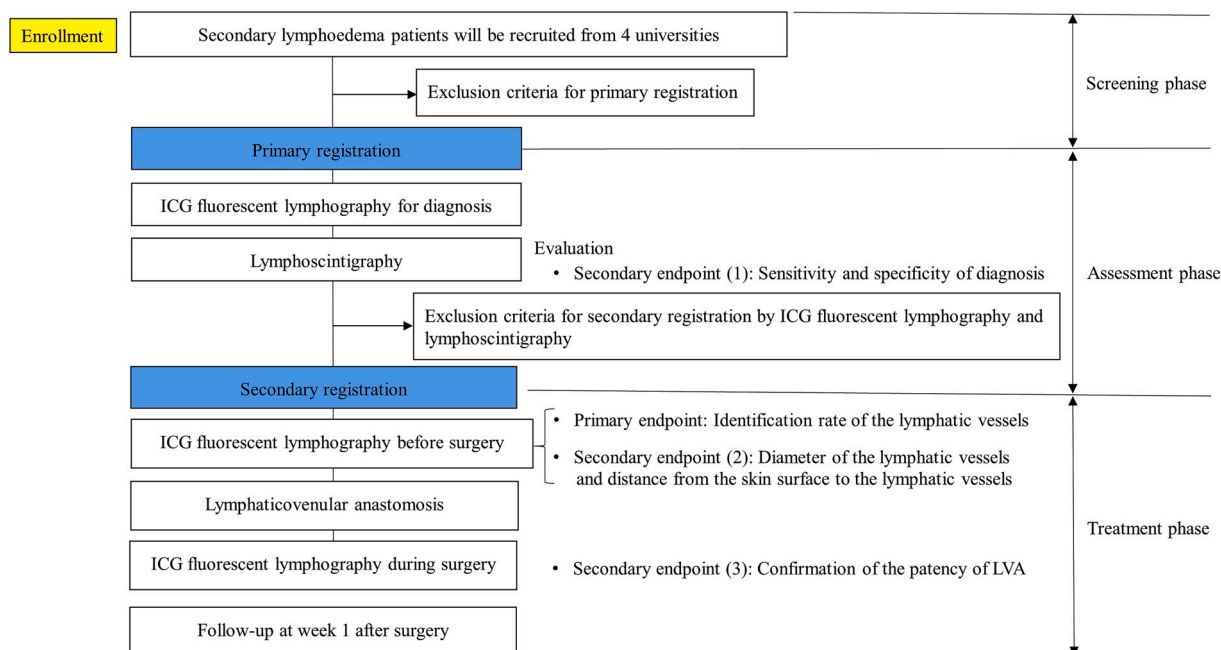 Enrollment
Secondary lymphoedema patients will be recruited from 4 universities
Exclusion criteria for primary registration
Screening phase
Primary registration
ICG fluorescent lymphography for diagnosis
Lymphoscintigraphy
Evaluation
• Secondary endpoint (1): Sensitivity and specificity of diagnosis
Assessment phase
Exclusion criteria for secondary registration by ICG fluorescent lymphography and
lymphoscintigraphy
Secondary registration
ICG fluorescent lymphography before surgery
• Primary endpoint: Identification rate of the lymphatic vessels
• Secondary endpoint (2): Diameter of the lymphatic vessels
and distance from the skin surface to the lymphatic vessels
Lymphaticovenular anastomosis
Treatment phase
ICG fluorescent lymphography during surgery
• Secondary endpoint (3): Confirmation of the patency of LVA
Follow-up at week 1 after surgery